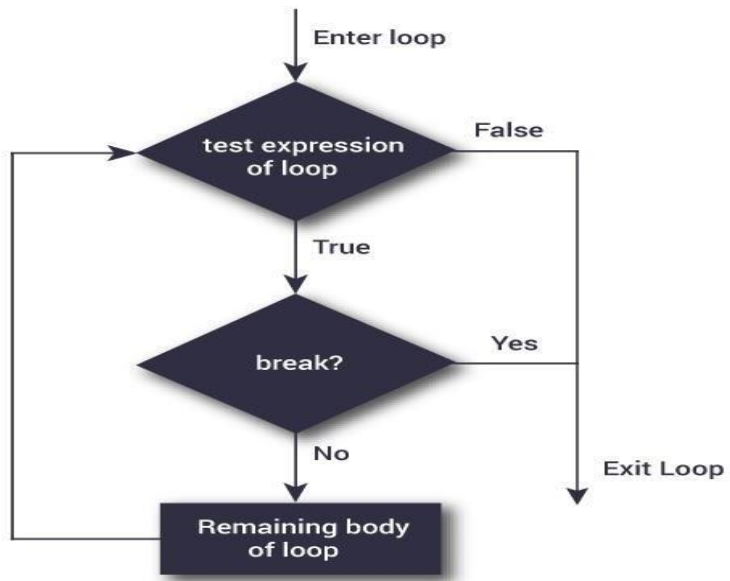 Enter loop
test expression
of loop
False
True
break?
Yes
No
Exit Loop
Remaining body
of loop